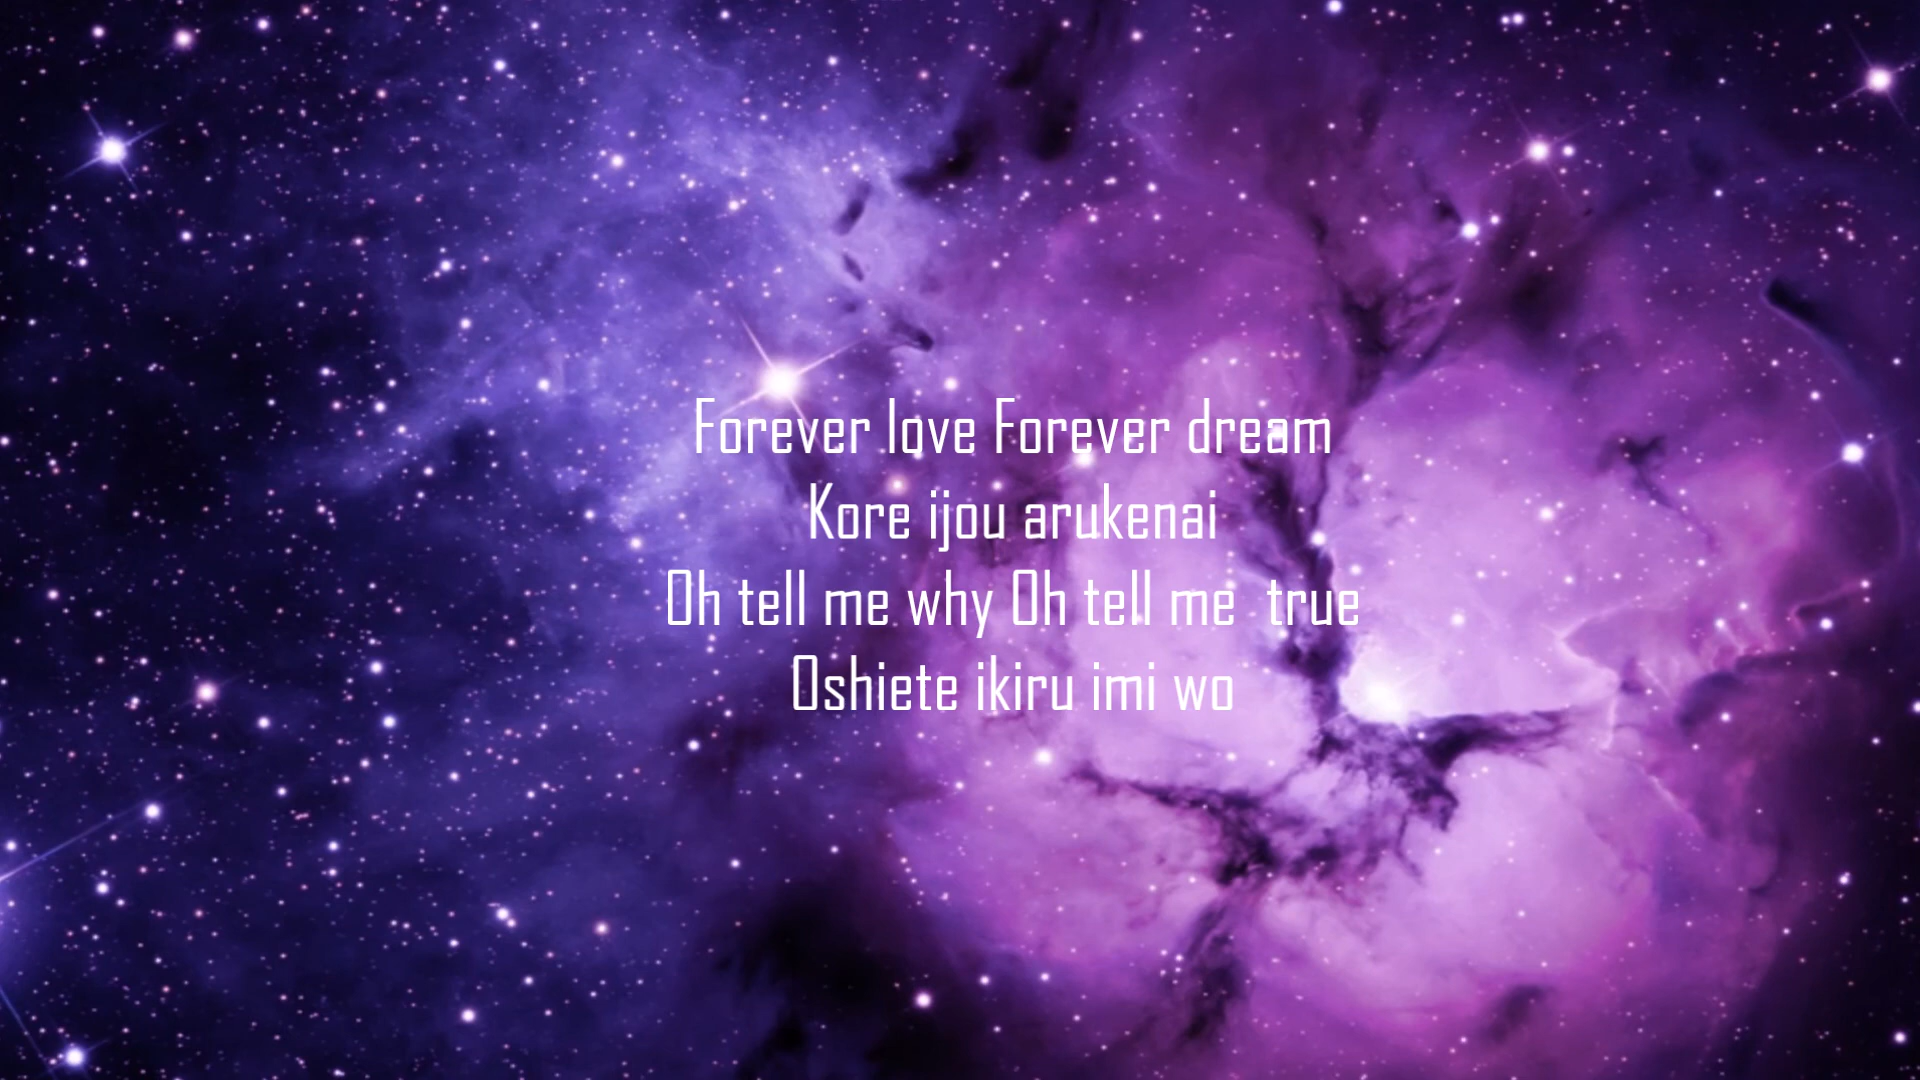 Forever love Forever dream
Kore ijou arukenai
Oh tell me why Oh tell me  true
Oshiete ikiru imi wo